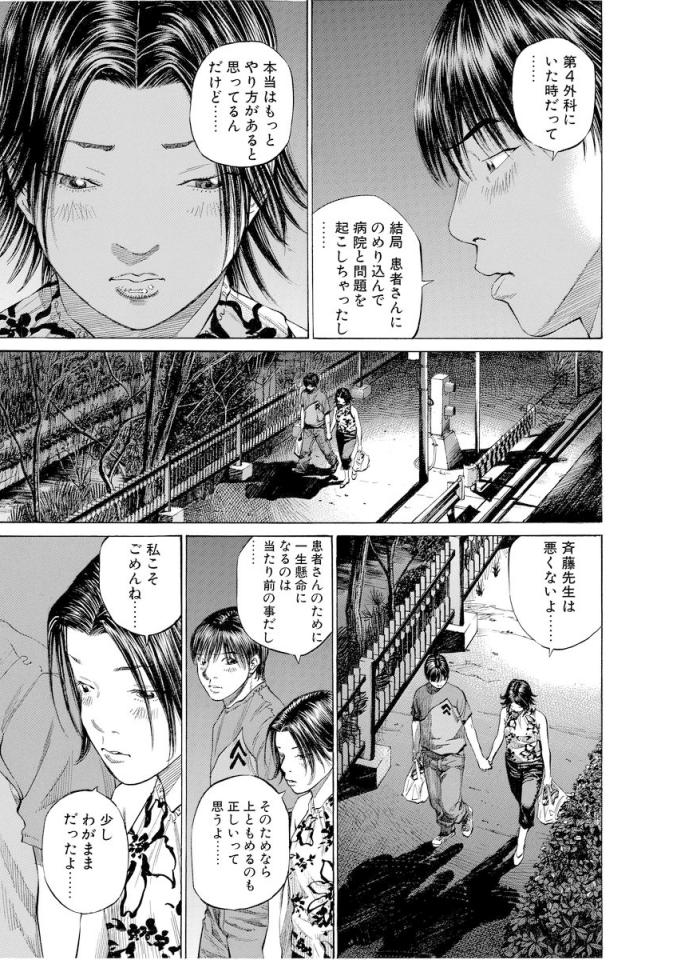 第4外科に
いた時だって
……
結局 患者さんに
のめり込んで
病院と問題を
起こしちゃったし
……
本当はもっと
やり方があると
思ってるん
だけど……
斉藤先生は
悪くないよ……
患者さんのために
一生懸命に
なるのは
当たり前の事だし
……
そのためなら
上ともめるのも
正しいって
思うよ……
私こそ
ごめんね……
少し
わがまま
だったよ……